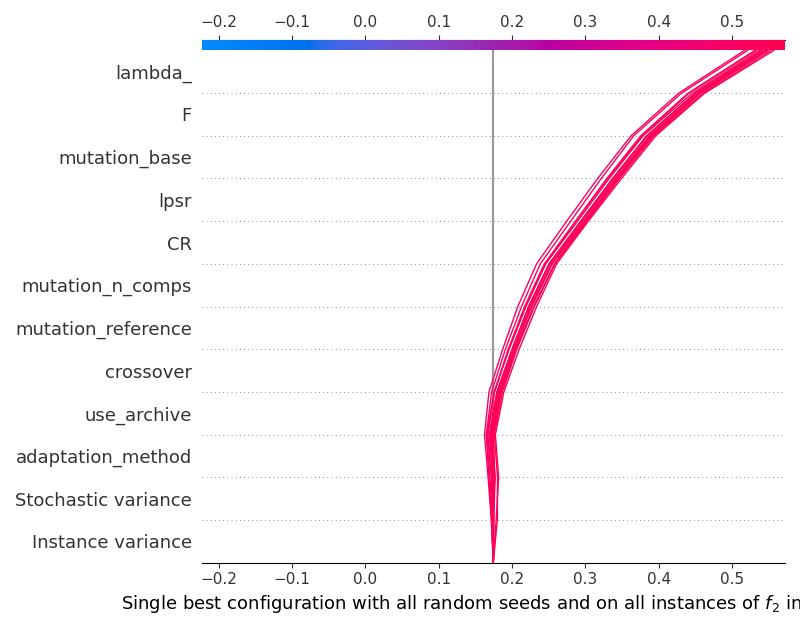 −0.2 −0.1 0.0 0.1 0.2 0.3 0.4 0.5
lambda_
F
mutation_base
lpsr
CR
mutation_n_comps
mutation_reference
crossover
use_archive
adaptation_method
Stochastic variance
Instance variance
−0.2 −0.1 0.0 0.1 0.2 0.3 0.4 0.5
Single best configuration with all random seeds and on all instances of f₂ in